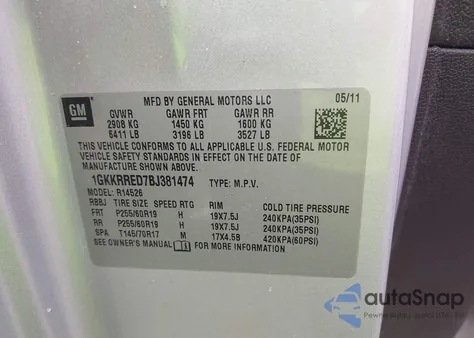 GM
MFD BY GENERAL MOTORS LLC
05/11
GVWR GAWR FRT GAWR RR
2908 KG 1450 KG 1600 KG
6411 LB 3196 LB 3527 LB
THIS VEHICLE CONFORMS TO ALL APPLICABLE U.S. FEDERAL MOTOR
VEHICLE SAFETY AND THEFT PREVENTION STANDARDS IN EFFECT ON
THE DATE OF MANUFACTURE SHOWN ABOVE.
1GKKRRED7BJ381474 TYPE: M.P.V.
MODEL: R14526
RBBJ TIRE SIZE SPEED RTG RIM COLD TIRE PRESSURE
FRT P255/60R19 H 19X7.5J 240KPA(35PSI)
RR P255/60R19 H 19X7.5J 240KPA(35PSI)
SPA T145/70R17 M 17X4.5B 420KPA(60PSI)
SEE OWNER'S MANUAL FOR MORE INFORMATION
autaSnap